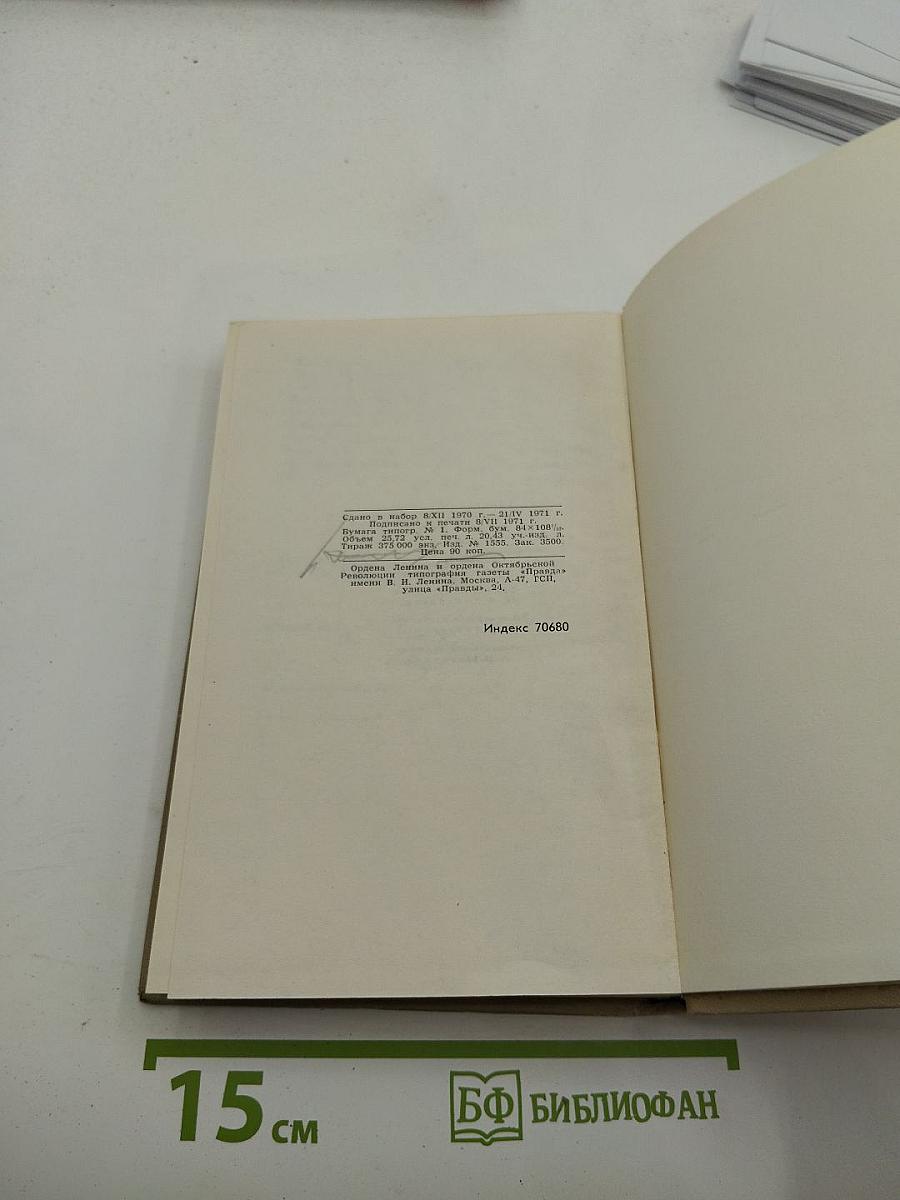 Сдано в набор 8/XII 1970 г.— 21/IV 1971 г.
Подписано к печати 8/VII 1971 г.
Бумага типогр. № 1. Форм. бум. 84×108¹/₃₂.
Объем 25,72 усл. печ. л. 20,43 уч.-изд. л.
Тираж 375 000 экз. Изд. № 1555. Зак. 3500.
Цена 90 коп.
Ордена Ленина и ордена Октябрьской
Революции типография газеты «Правда»
имени В. И. Ленина. Москва, А-47, ГСП,
улица «Правды», 24.
Индекс 70680
15 см
БФ БИБЛИОФАН